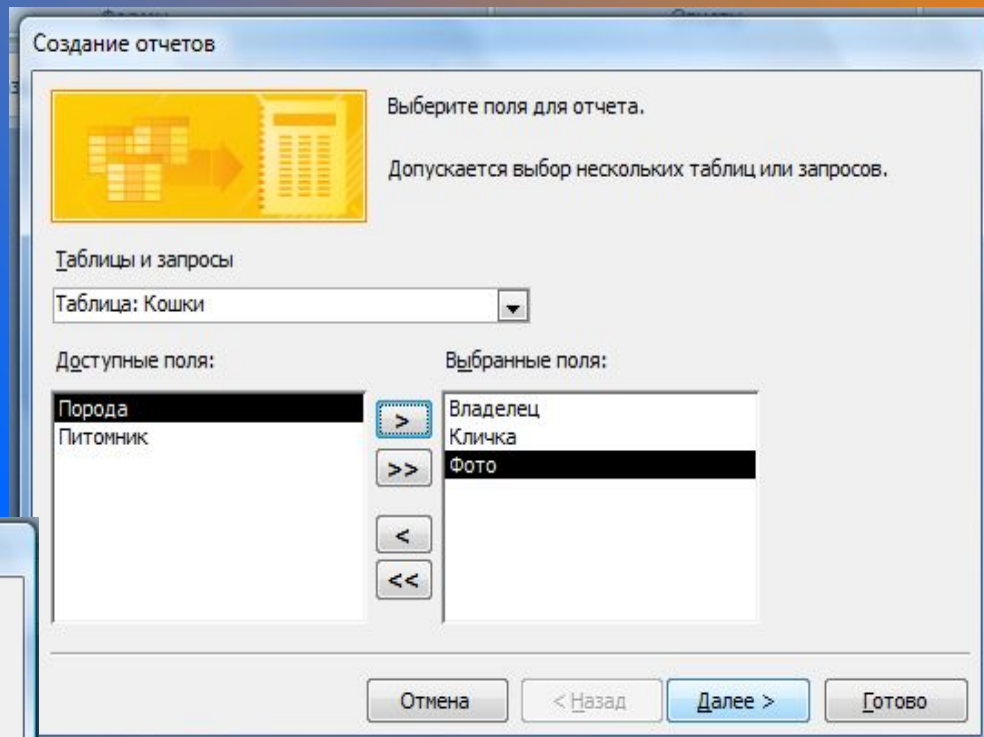 Создание отчетов
Выберите поля для отчета.
Допускается выбор нескольких таблиц или запросов.
Таблицы и запросы
Таблица: Кошки
Доступные поля:
Выбранные поля:
Порода
Питомник
>
>>
<
<<
Владелец
Кличка
Фото
Отмена
< Назад
Далее >
Готово